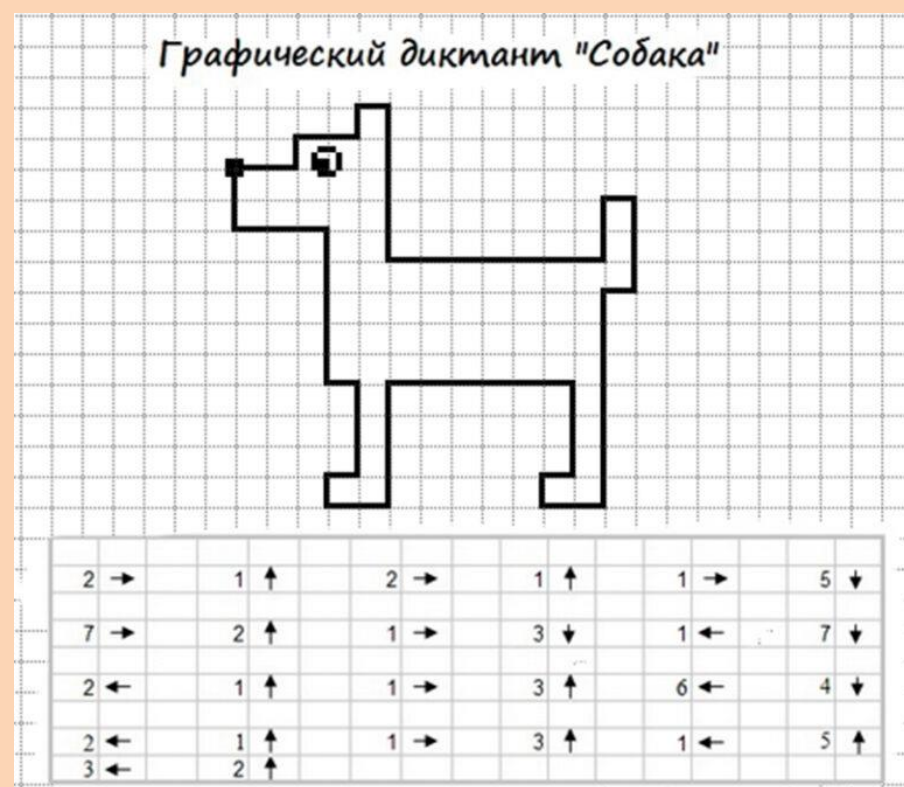 Графический диктант "Собака"
2 → 1 ↑ 2 → 1 ↑ 1 → 5 ↓
7 → 2 ↑ 1 → 3 ↓ 1 ← 7 ↓
2 ← 1 ↑ 1 → 3 ↑ 6 ← 4 ↓
2 ← 1 ↑ 1 → 3 ↑ 1 ← 5 ↑
3 ← 2 ↑